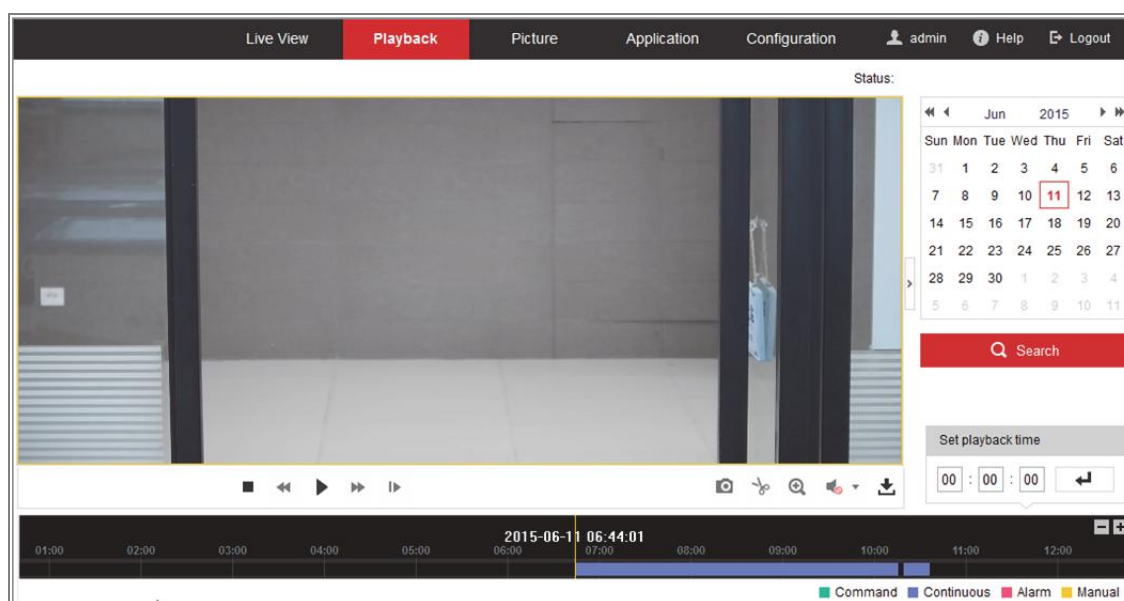 Live View Playback Picture Application Configuration admin Help Logout
Status:
Jun 2015
Sun Mon Tue Wed Thu Fri Sat
31 1 2 3 4 5 6
7 8 9 10 11 12 13
14 15 16 17 18 19 20
21 22 23 24 25 26 27
28 29 30 1 2 3 4
5 6 7 8 9 10 11
Search
Set playback time
00 : 00 : 00
2015-06-11 06:44:01
01:00 02:00 03:00 04:00 05:00 06:00 07:00 08:00 09:00 10:00 11:00 12:00
Command Continuous Alarm Manual